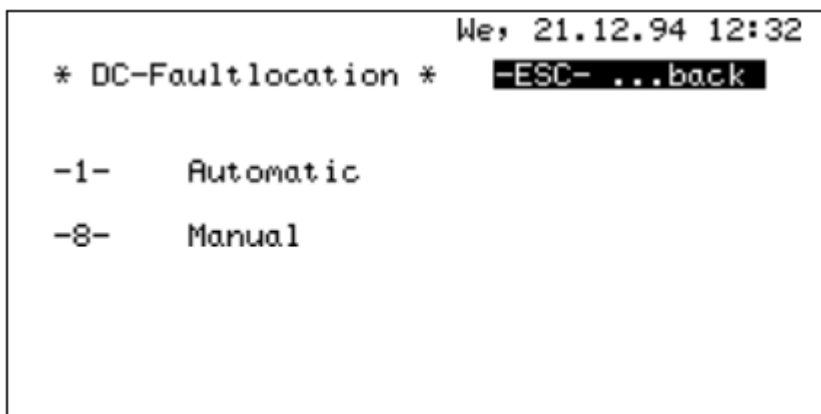 We, 21.12.94 12:32
* DC-Faultlocation * -ESC- ...back
-1- Automatic
-8- Manual